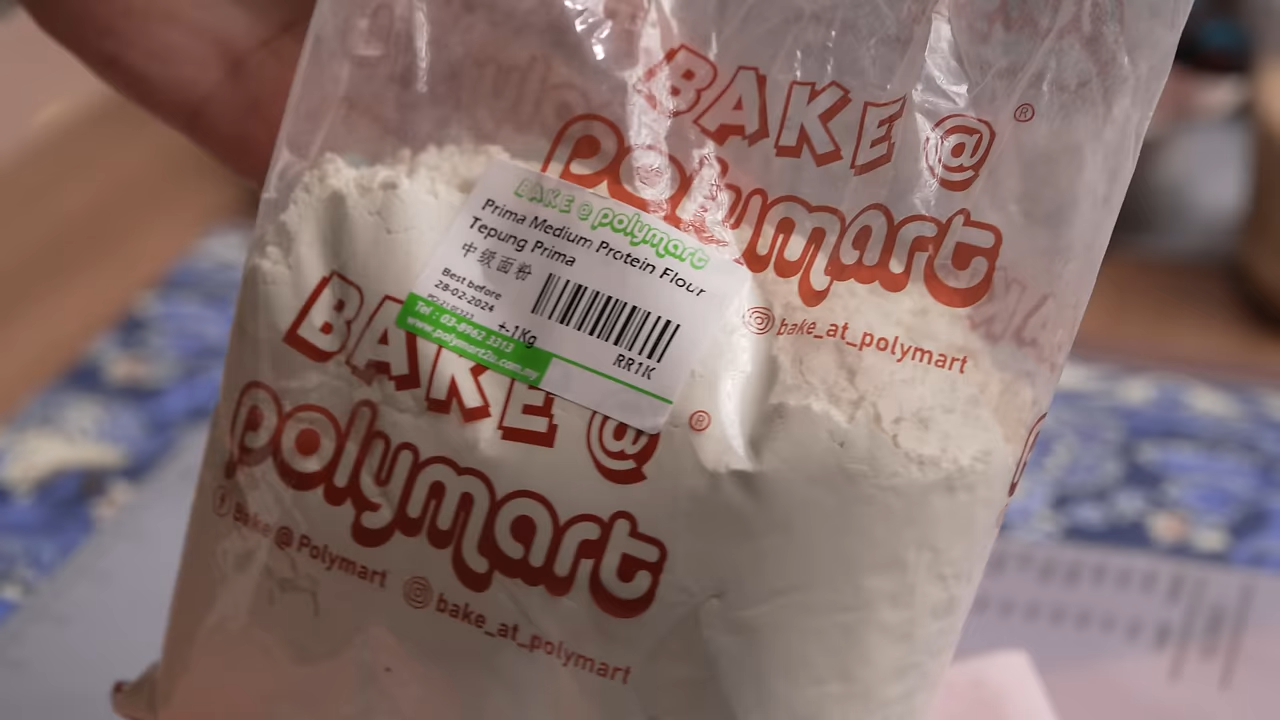 BAKE @ ®
polymart
bake_at_polymart
BAKE @ polymart
Prima Medium Protein Flour
Tepung Prima
中级面粉
Best before
28-02-2024
+-1Kg
RR1K
Tel : 03-8962 3313
www.polymart2u.com.my
BAKE @ ®
polymart
Bake @ Polymart bake_at_polymart